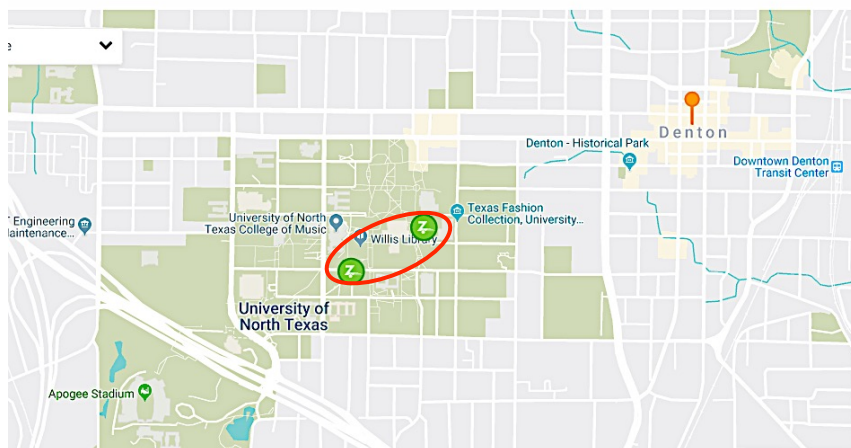 e
Denton
Denton - Historical Park
Downtown Denton
Transit Center
Texas Fashion
Collection, University...
University of North
Texas College of Music
Willis Library
Engineering
laintenance...
University of
North Texas
Apogee Stadium